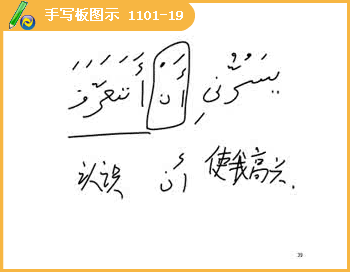 手写板图示 1101-19
يَسُرُّنِي أَنْ أَتَعَرَّفَ
认识 أَن 使我高兴.
39